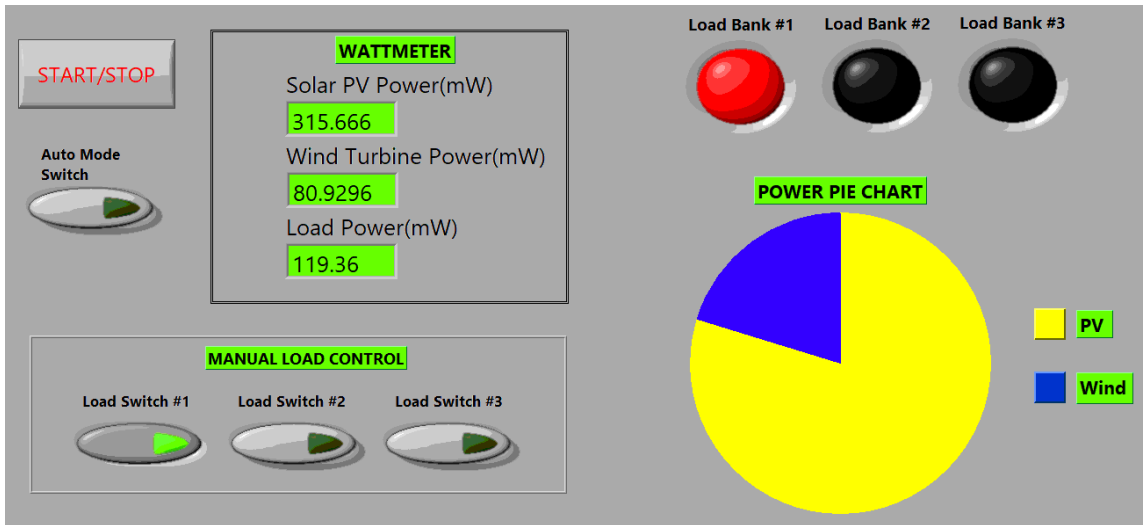 START/STOP
Auto Mode
Switch
WATTMETER
Solar PV Power(mW)
315.666
Wind Turbine Power(mW)
80.9296
Load Power(mW)
119.36
MANUAL LOAD CONTROL
Load Switch #1
Load Switch #2
Load Switch #3
Load Bank #1
Load Bank #2
Load Bank #3
POWER PIE CHART
PV
Wind